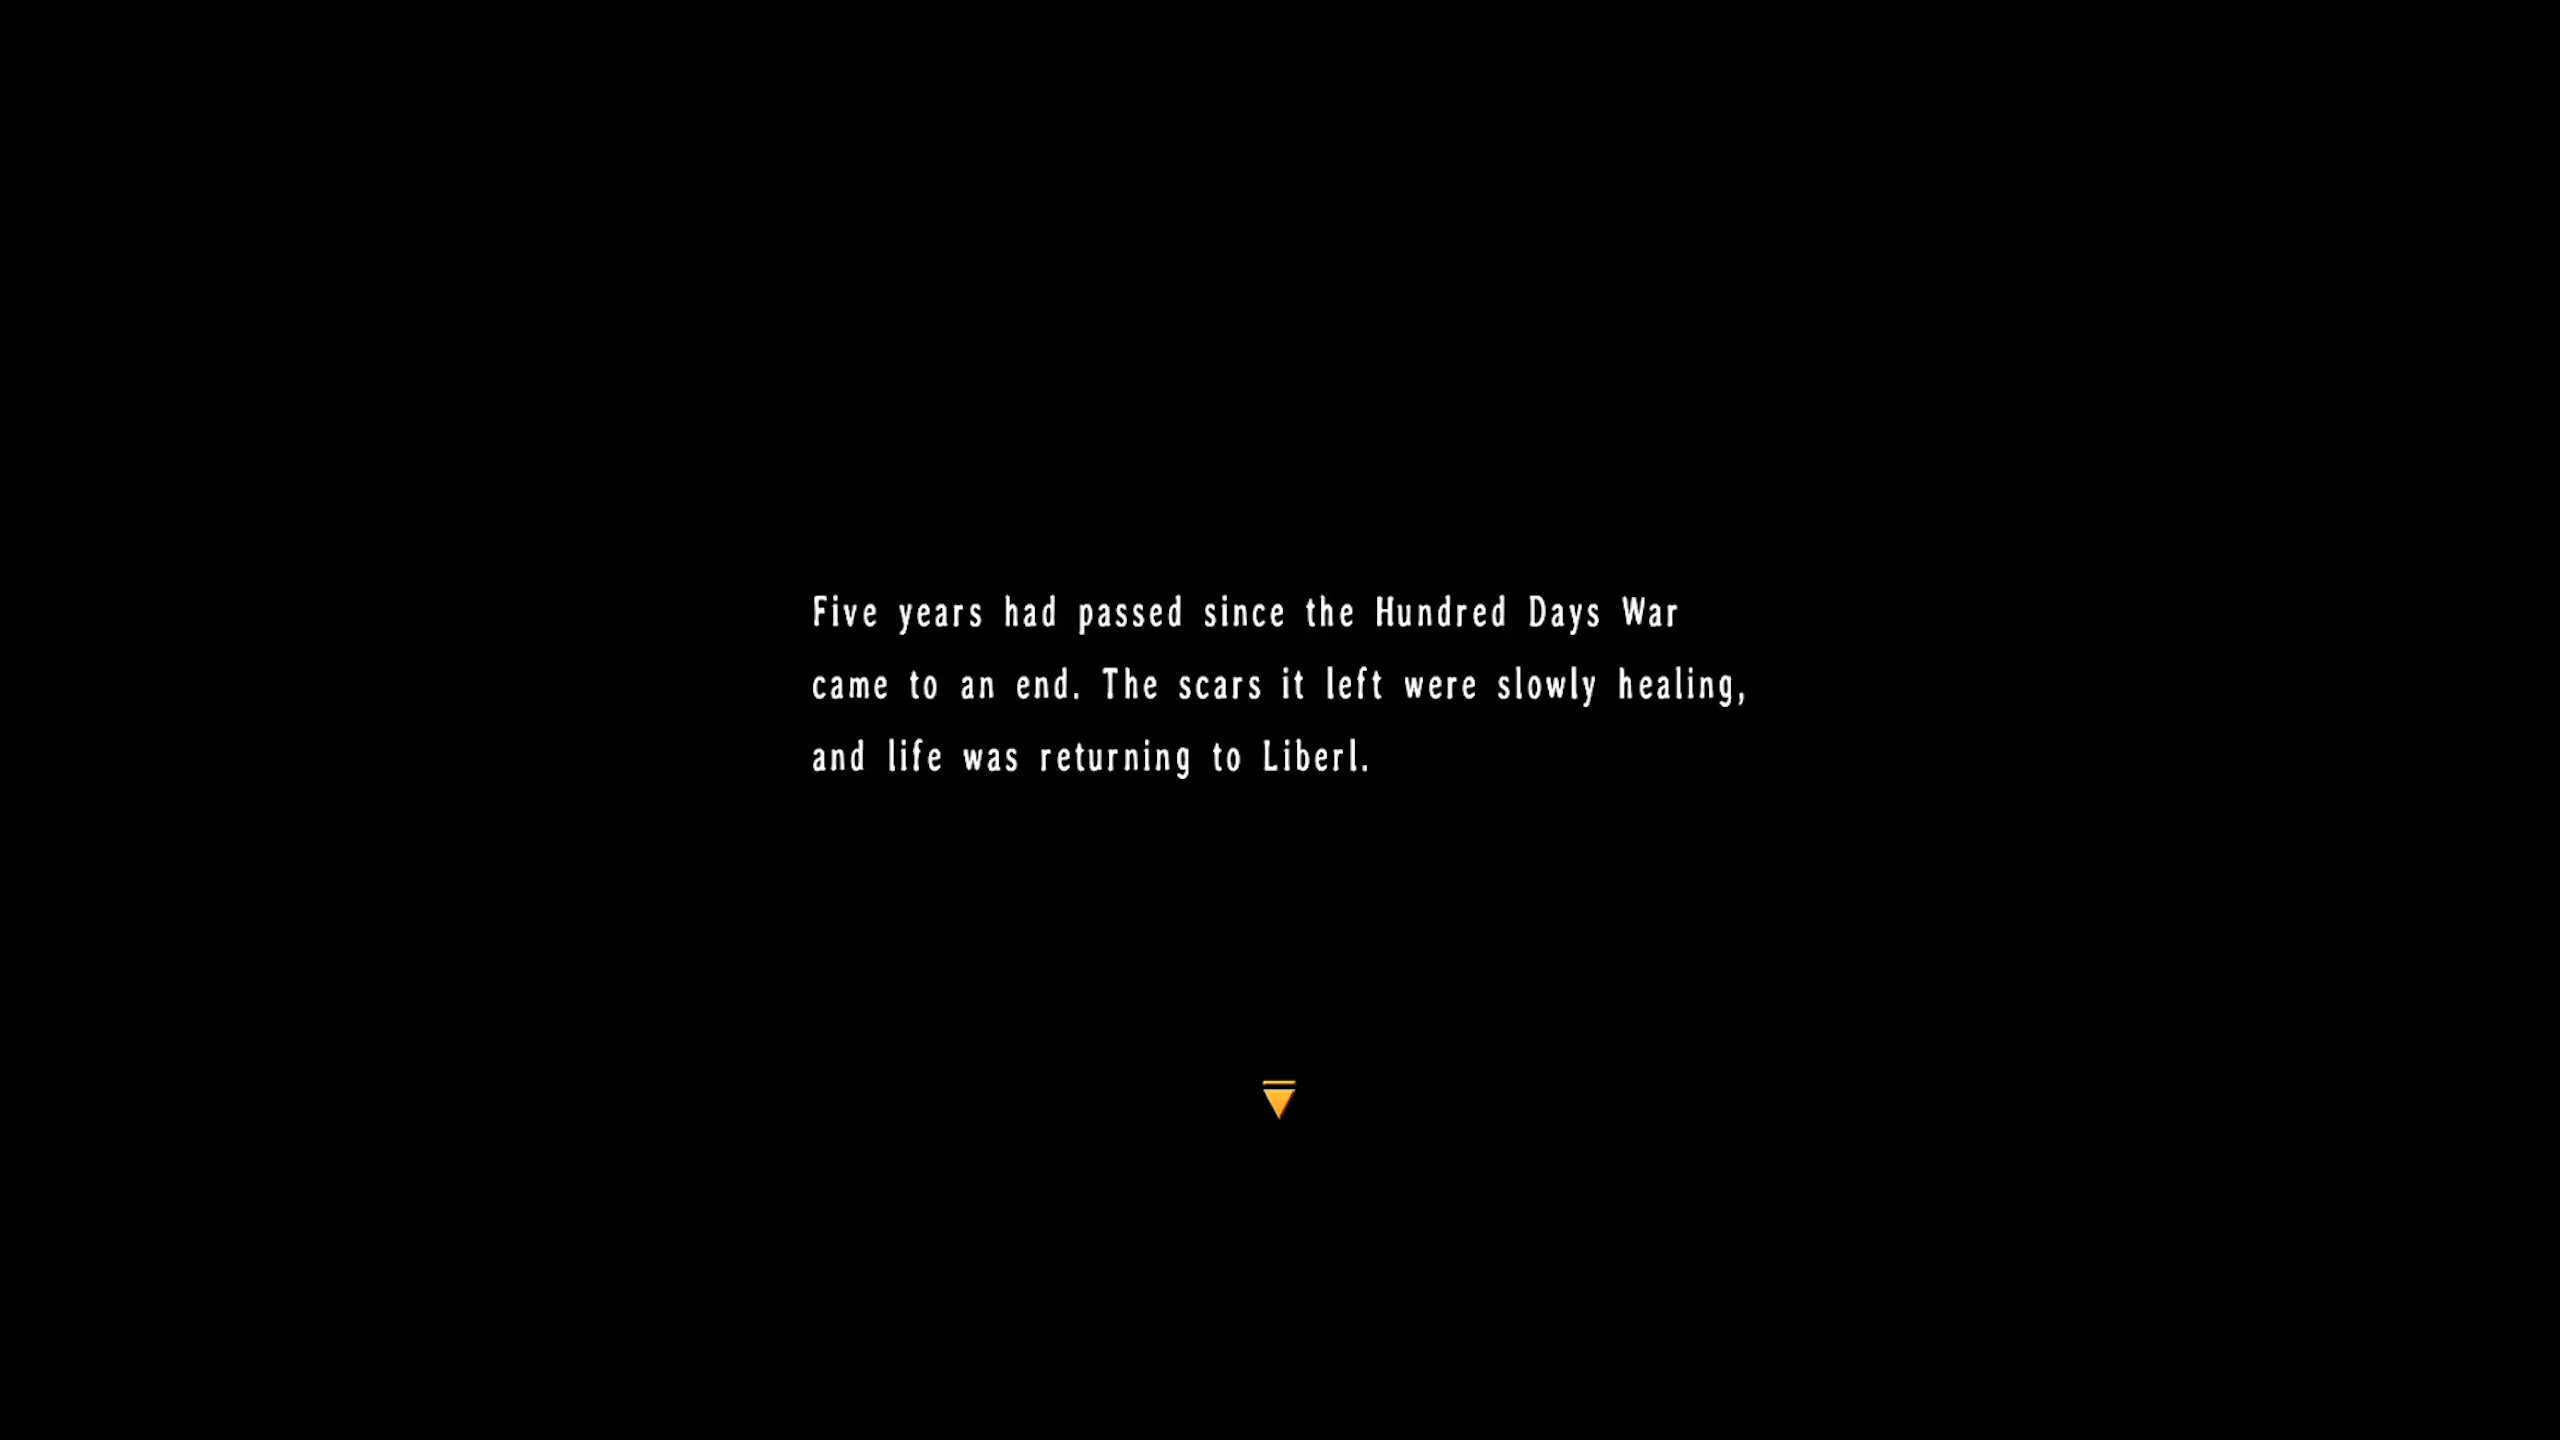 Five years had passed since the Hundred Days War
came to an end. The scars it left were slowly healing,
and life was returning to Liberl.